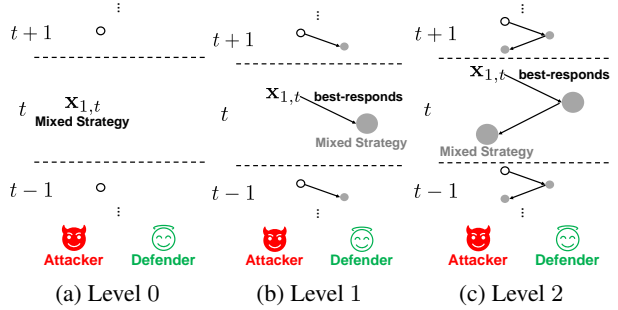 ⋮
t + 1
x₁,ₜ
t
Mixed Strategy
t − 1
⋮
Attacker
Defender
(a) Level 0
⋮
t + 1
x₁,ₜ
best-responds
t
Mixed Strategy
t − 1
⋮
Attacker
Defender
(b) Level 1
⋮
t + 1
x₁,ₜ
best-responds
t
Mixed Strategy
t − 1
⋮
Attacker
Defender
(c) Level 2